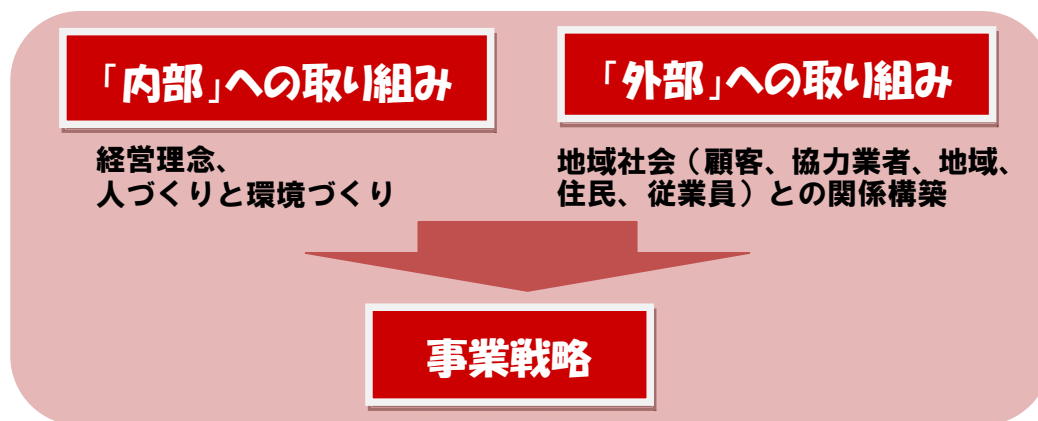 「内部」への取り組み
「外部」への取り組み
経営理念、
人づくりと環境づくり
地域社会（顧客、協力業者、地域、
住民、従業員）との関係構築
事業戦略